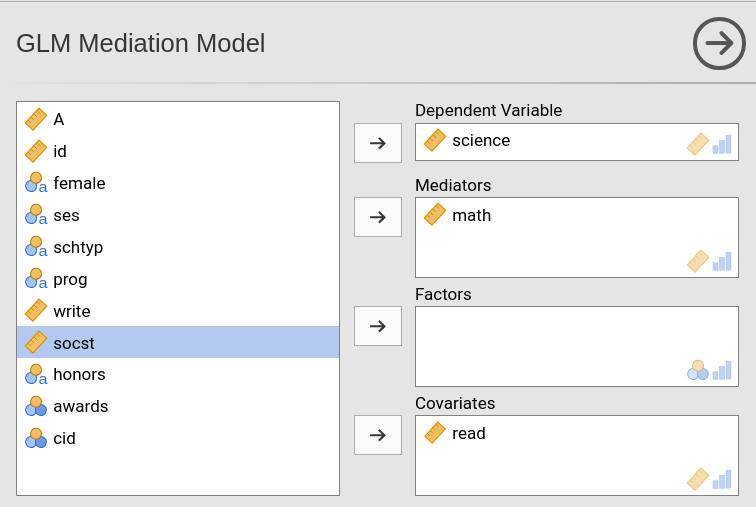 GLM Mediation Model
A
id
female
ses
schtyp
prog
write
socst
honors
awards
cid
Dependent Variable
science
Mediators
math
Factors
Covariates
read